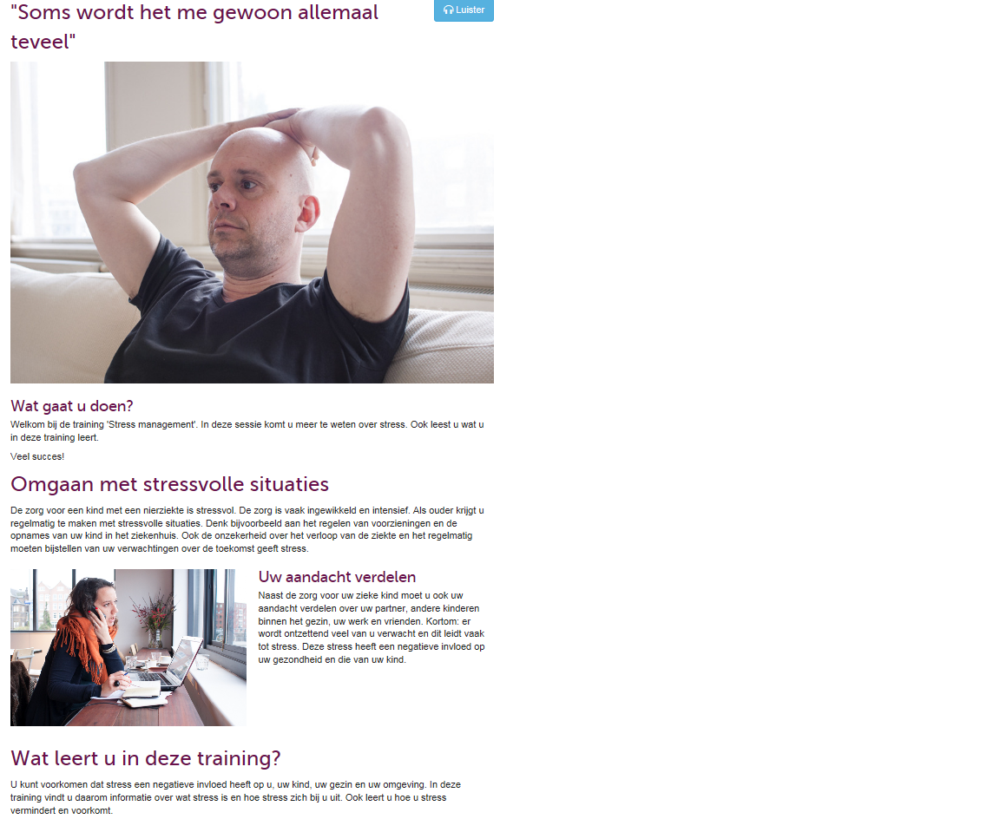 "Soms wordt het me gewoon allemaal
teveel"
Luister
Wat gaat u doen?
Welkom bij de training 'Stress management'. In deze sessie komt u meer te weten over stress. Ook leest u wat u
in deze training leert.
Veel succes!
Omgaan met stressvolle situaties
De zorg voor een kind met een nierziekte is stressvol. De zorg is vaak ingewikkeld en intensief. Als ouder krijgt u
regelmatig te maken met stressvolle situaties. Denk bijvoorbeeld aan het regelen van voorzieningen en de
opnames van uw kind in het ziekenhuis. Ook de onzekerheid over het verloop van de ziekte en het regelmatig
moeten bijstellen van uw verwachtingen over de toekomst geeft stress.
Uw aandacht verdelen
Naast de zorg voor uw zieke kind moet u ook uw
aandacht verdelen over uw partner, andere kinderen
binnen het gezin, uw werk en vrienden. Kortom: er
wordt ontzettend veel van u verwacht en dit leidt vaak
tot stress. Deze stress heeft een negatieve invloed op
uw gezondheid en die van uw kind.
Wat leert u in deze training?
U kunt voorkomen dat stress een negatieve invloed heeft op u, uw kind, uw gezin en uw omgeving. In deze
training vindt u daarom informatie over wat stress is en hoe stress zich bij u uit. Ook leert u hoe u stress
vermindert en voorkomt.